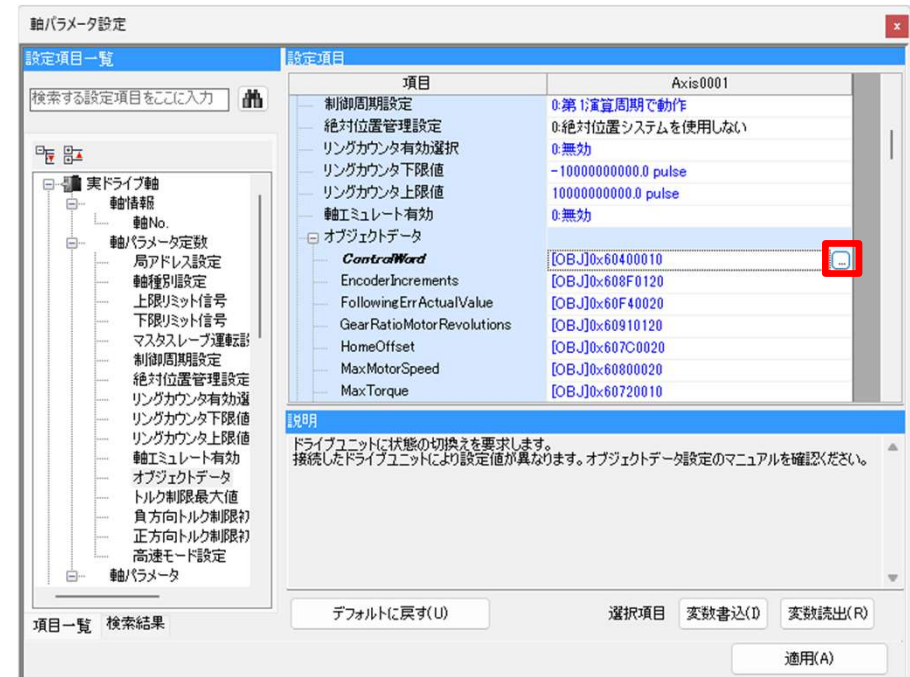 軸パラメータ設定
設定項目一覧
検索する設定項目をここに入力
実ドライブ軸
軸情報
軸No.
軸パラメータ定数
局アドレス設定
軸種別設定
上限リミット信号
下限リミット信号
マスタスレーブ運転設
制御周期設定
絶対位置管理設定
リングカウンタ有効選
リングカウンタ下限値
リングカウンタ上限値
軸エミュレート有効
オブジェクトデータ
トルク制限最大値
負方向トルク制限初
正方向トルク制限初
高速モード設定
軸パラメータ
項目一覧 検索結果
設定項目
項目 Axis0001
制御周期設定 0:第1演算周期で動作
絶対位置管理設定 0:絶対位置システムを使用しない
リングカウンタ有効選択 0:無効
リングカウンタ下限値 -10000000000.0 pulse
リングカウンタ上限値 10000000000.0 pulse
軸エミュレート有効 0:無効
オブジェクトデータ
ControlWord [OBJ]0x60400010 ...
EncoderIncrements [OBJ]0x608F0120
FollowingErrActualValue [OBJ]0x60F40020
GearRatioMotorRevolutions [OBJ]0x60910120
HomeOffset [OBJ]0x607C0020
MaxMotorSpeed [OBJ]0x60800020
MaxTorque [OBJ]0x60720010
説明
ドライブユニットに状態の切換えを要求します。
接続したドライブユニットにより設定値が異なります。オブジェクトデータ設定のマニュアルを確認ください。
デフォルトに戻す(U) 選択項目 変数書込(I) 変数読出(R)
適用(A)